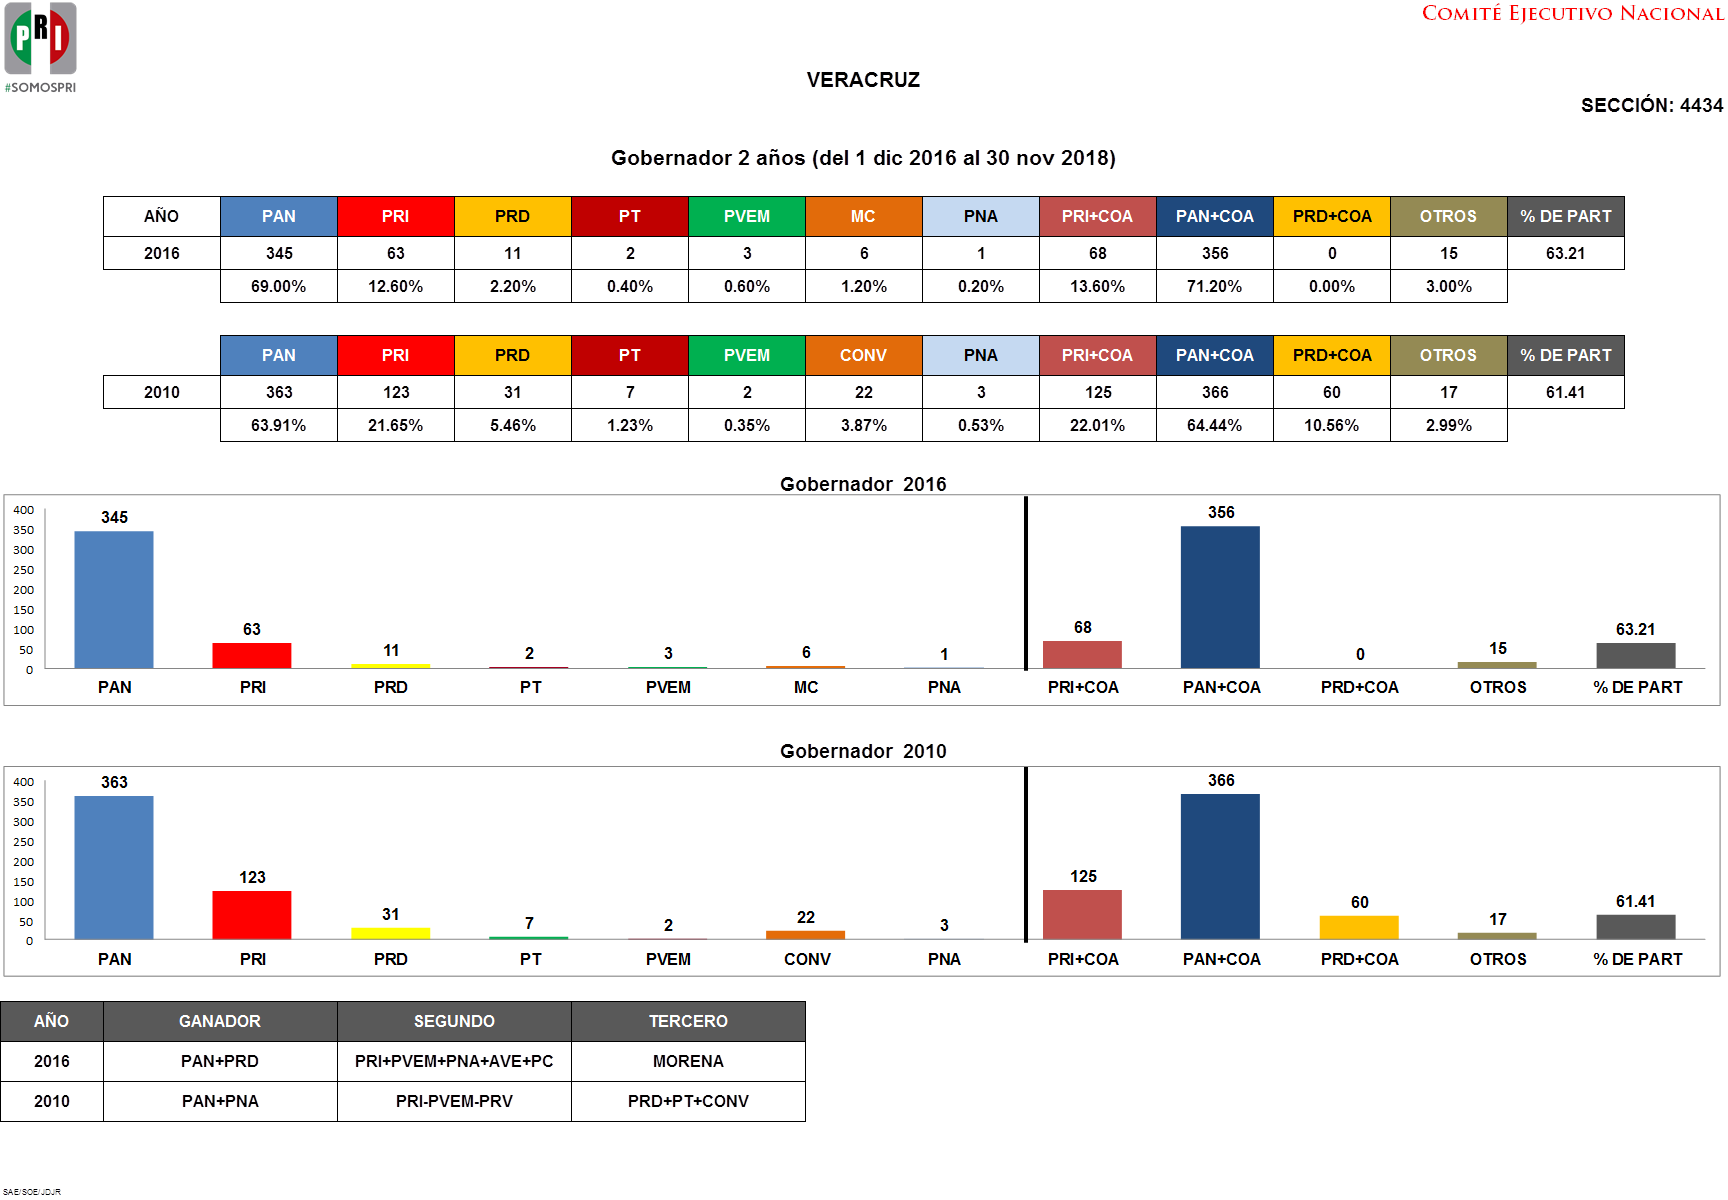 PRI
#SOMOSPRI
COMITÉ EJECUTIVO NACIONAL
VERACRUZ
SECCIÓN: 4434
Gobernador 2 años (del 1 dic 2016 al 30 nov 2018)
AÑO PAN PRI PRD PT PVEM MC PNA PRI+COA PAN+COA PRD+COA OTROS % DE PART
2016 345 63 11 2 3 6 1 68 356 0 15 63.21
69.00% 12.60% 2.20% 0.40% 0.60% 1.20% 0.20% 13.60% 71.20% 0.00% 3.00%
PAN PRI PRD PT PVEM CONV PNA PRI+COA PAN+COA PRD+COA OTROS % DE PART
2010 363 123 31 7 2 22 3 125 366 60 17 61.41
63.91% 21.65% 5.46% 1.23% 0.35% 3.87% 0.53% 22.01% 64.44% 10.56% 2.99%
Gobernador 2016
400
350
300
250
200
150
100
50
0
345 63 11 2 3 6 1 68 356 0 15 63.21
PAN PRI PRD PT PVEM MC PNA PRI+COA PAN+COA PRD+COA OTROS % DE PART
Gobernador 2010
400
350
300
250
200
150
100
50
0
363 123 31 7 2 22 3 125 366 60 17 61.41
PAN PRI PRD PT PVEM CONV PNA PRI+COA PAN+COA PRD+COA OTROS % DE PART
AÑO GANADOR SEGUNDO TERCERO
2016 PAN+PRD PRI+PVEM+PNA+AVE+PC MORENA
2010 PAN+PNA PRI-PVEM-PRV PRD+PT+CONV
SAE/SOE/JDJR